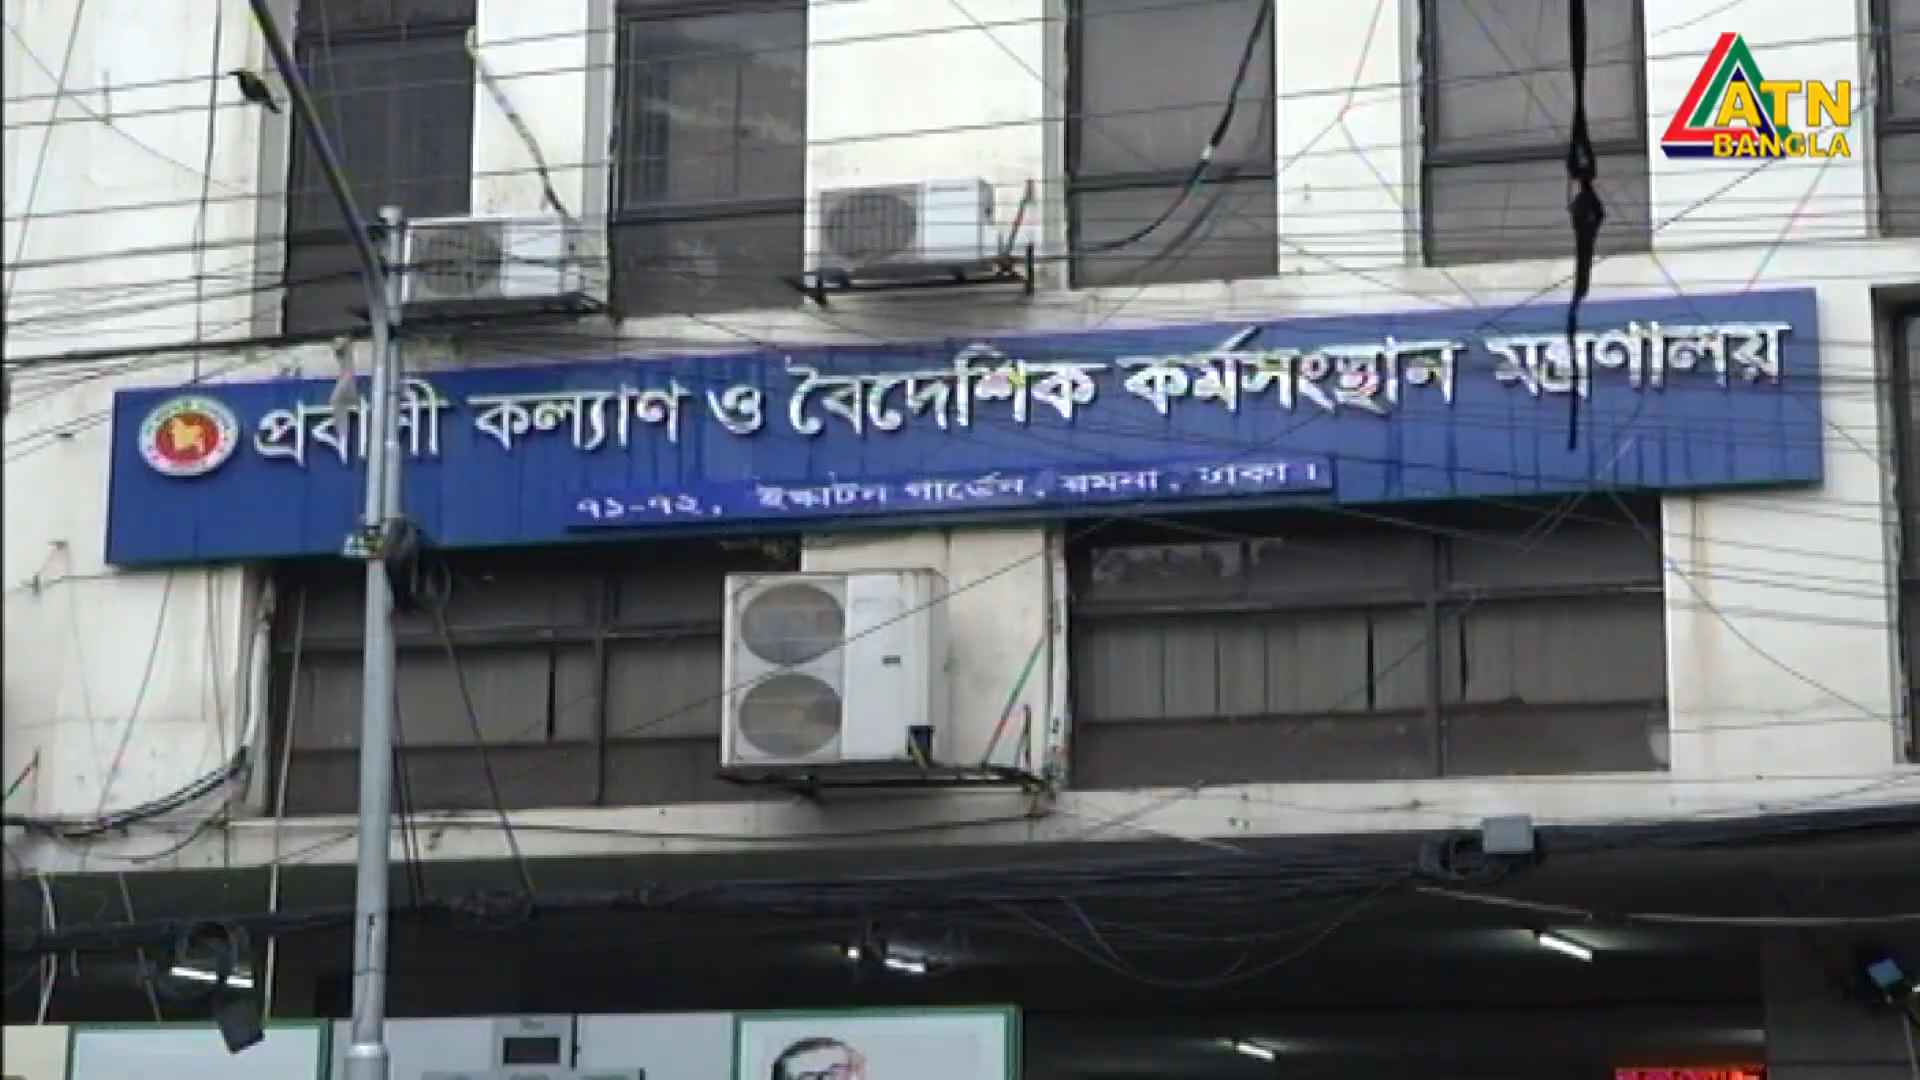 ATN
BANGLA
প্রবাসী কল্যাণ ও বৈদেশিক কর্মসংস্থান মন্ত্রণালয়
৭১-৭২, ইস্কাটন গার্ডেন, রমনা, ঢাকা।